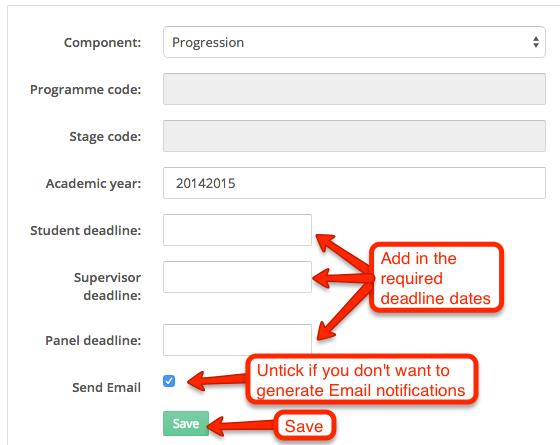 Component: Progression
Programme code:
Stage code:
Academic year: 20142015
Student deadline:
Supervisor
deadline:
Add in the
required
deadline dates
Panel deadline:
Send Email
Untick if you don't want to
generate Email notifications
Save
Save